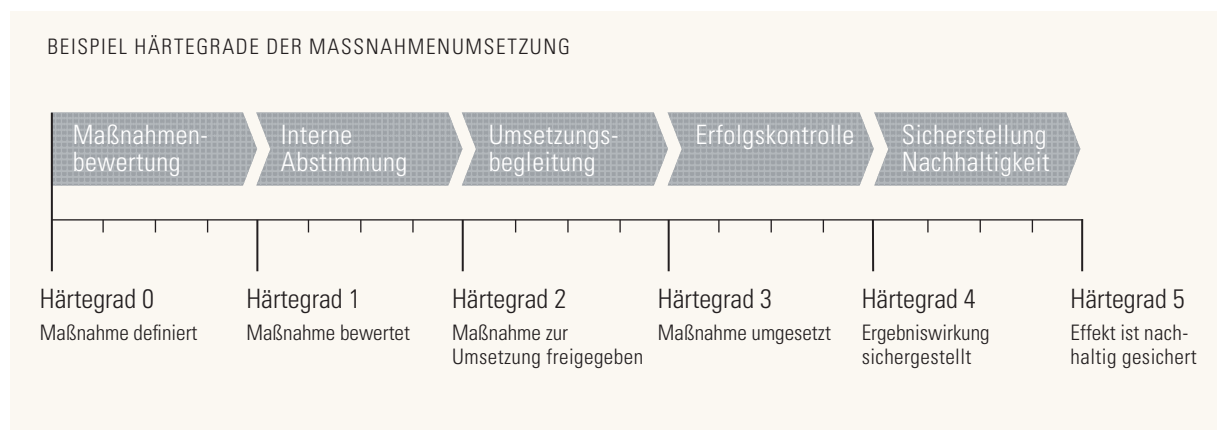 BEISPIEL HÄRTEGRADE DER MASSNAHMENUMSETZUNG
Maßnahmen-
bewertung
Interne
Abstimmung
Umsetzungs-
begleitung
Erfolgskontrolle
Sicherstellung
Nachhaltigkeit
Härtegrad 0
Maßnahme definiert
Härtegrad 1
Maßnahme bewertet
Härtegrad 2
Maßnahme zur
Umsetzung freigegeben
Härtegrad 3
Maßnahme umgesetzt
Härtegrad 4
Ergebniswirkung
sichergestellt
Härtegrad 5
Effekt ist nach-
haltig gesichert